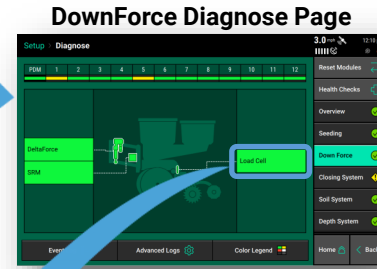 DownForce Diagnose Page
Setup > Diagnose
3.0 mph 12:10
PDM 1 2 3 4 5 6 7 8 9 10 11 12
Reset Modules
Health Checks
Overview
Seeding
DeltaForce
SRM
Load Cell
Down Force
Closing System
Soil System
Depth System
Event
Advanced Logs
Color Legend
Home
< Back